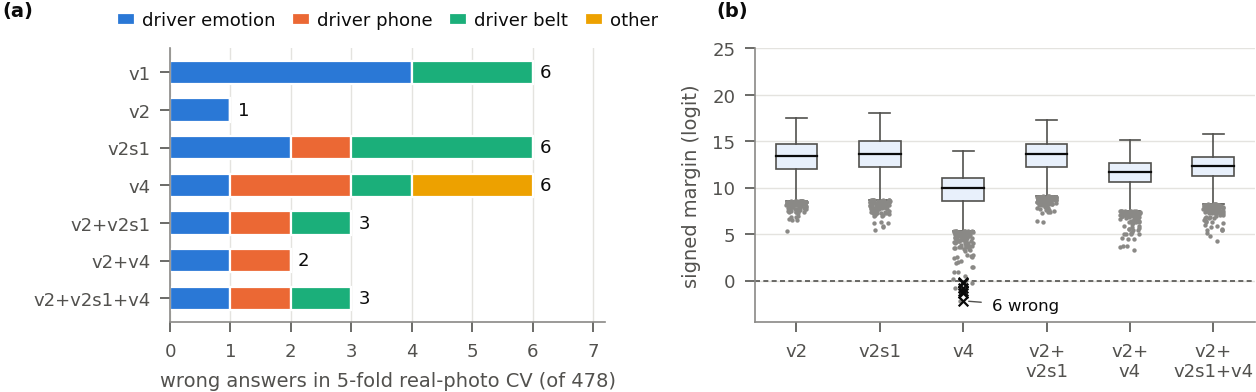 (a)
driver emotion driver phone driver belt other
v1 6
v2 1
v2s1 6
v4 6
v2+v2s1 3
v2+v4 2
v2+v2s1+v4 3
0 1 2 3 4 5 6 7
wrong answers in 5-fold real-photo CV (of 478)
(b)
signed margin (logit)
25
20
15
10
5
0
6 wrong
v2 v2s1 v4 v2+ v2+ v2+
v2s1 v4 v2s1+v4